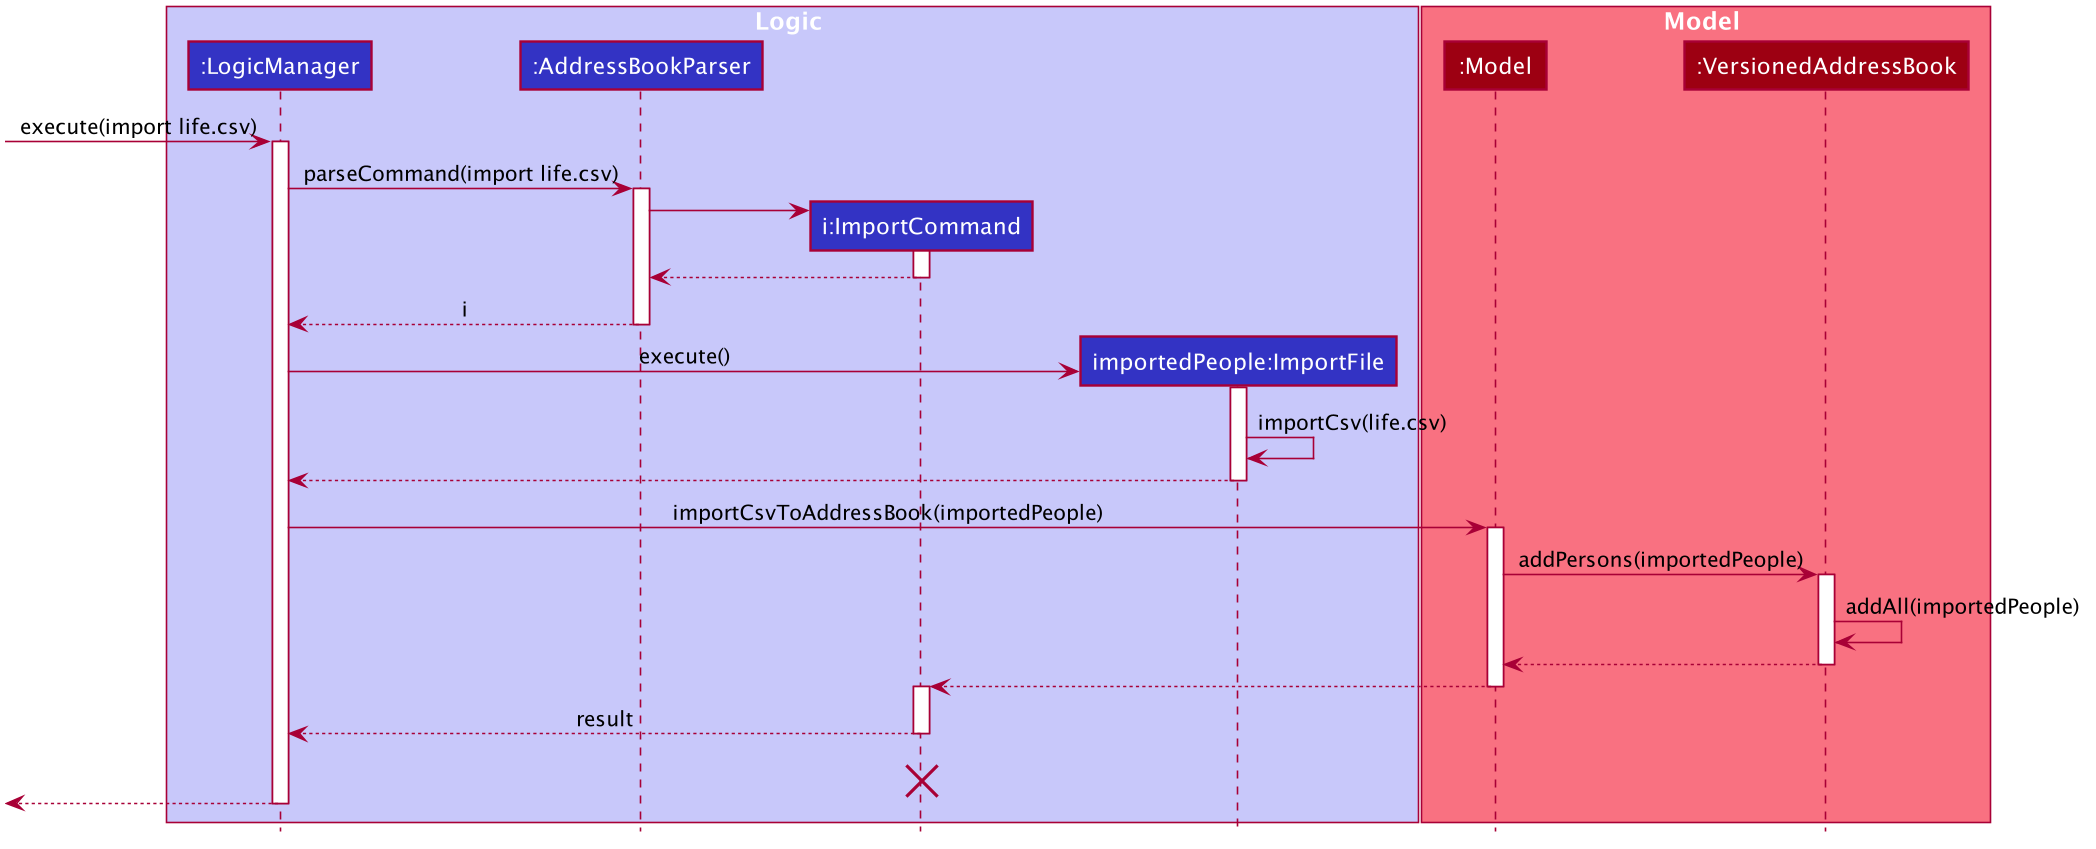 Logic
Model
:LogicManager
:AddressBookParser
:Model
:VersionedAddressBook
execute(import life.csv)
parseCommand(import life.csv)
i:ImportCommand
i
execute()
importedPeople:ImportFile
importCsv(life.csv)
importCsvToAddressBook(importedPeople)
addPersons(importedPeople)
addAll(importedPeople)
result